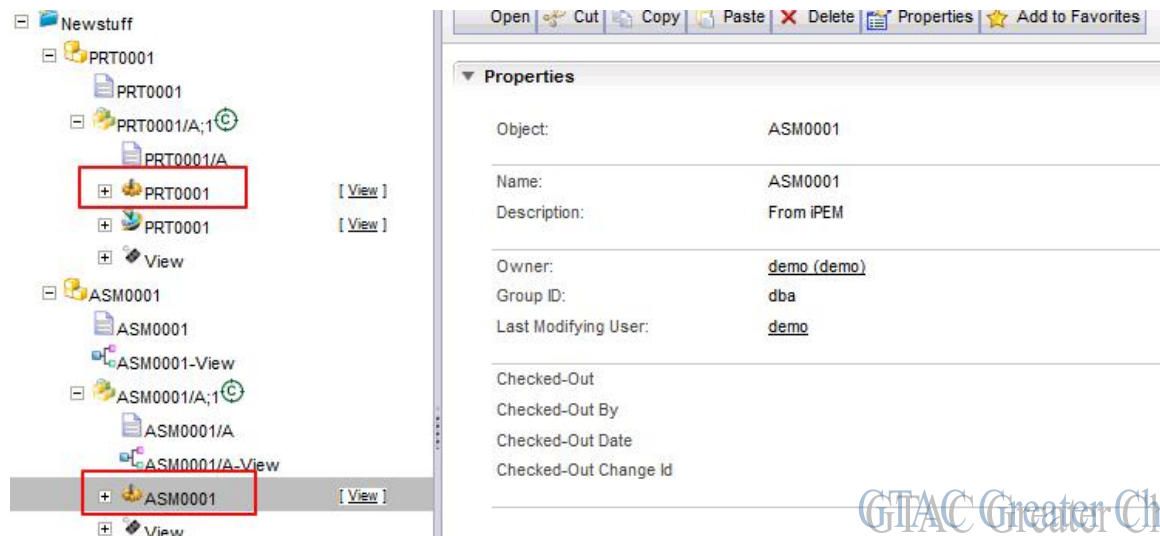 Newstuff
PRT0001
PRT0001
PRT0001/A;1
PRT0001/A
PRT0001 [ View ]
PRT0001 [ View ]
View
ASM0001
ASM0001
ASM0001-View
ASM0001/A;1
ASM0001/A
ASM0001/A-View
ASM0001 [ View ]
View
Open Cut Copy Paste Delete Properties Add to Favorites
Properties
Object: ASM0001
Name: ASM0001
Description: From iPEM
Owner: demo (demo)
Group ID: dba
Last Modifying User: demo
Checked-Out
Checked-Out By
Checked-Out Date
Checked-Out Change Id
GTAC Greater Ch